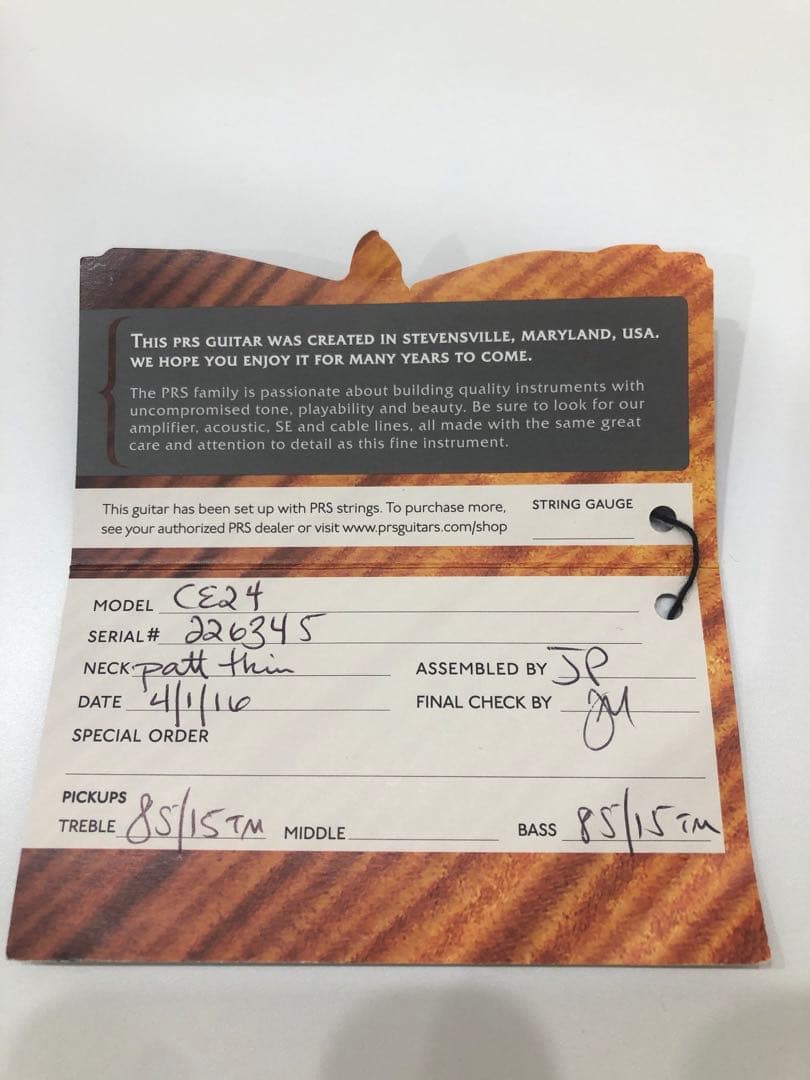 THIS PRS GUITAR WAS CREATED IN STEVENSVILLE, MARYLAND, USA.
WE HOPE YOU ENJOY IT FOR MANY YEARS TO COME.
The PRS family is passionate about building quality instruments with
uncompromised tone, playability and beauty. Be sure to look for our
amplifier, acoustic, SE and cable lines, all made with the same great
care and attention to detail as this fine instrument.
This guitar has been set up with PRS strings. To purchase more,
see your authorized PRS dealer or visit www.prsguitars.com/shop
STRING GAUGE
MODEL CE24
SERIAL# 226345
NECK patt thin
ASSEMBLED BY JP
DATE 4/1/16
FINAL CHECK BY JM
SPECIAL ORDER
PICKUPS
TREBLE 85/15 TM MIDDLE BASS 85/15 TM